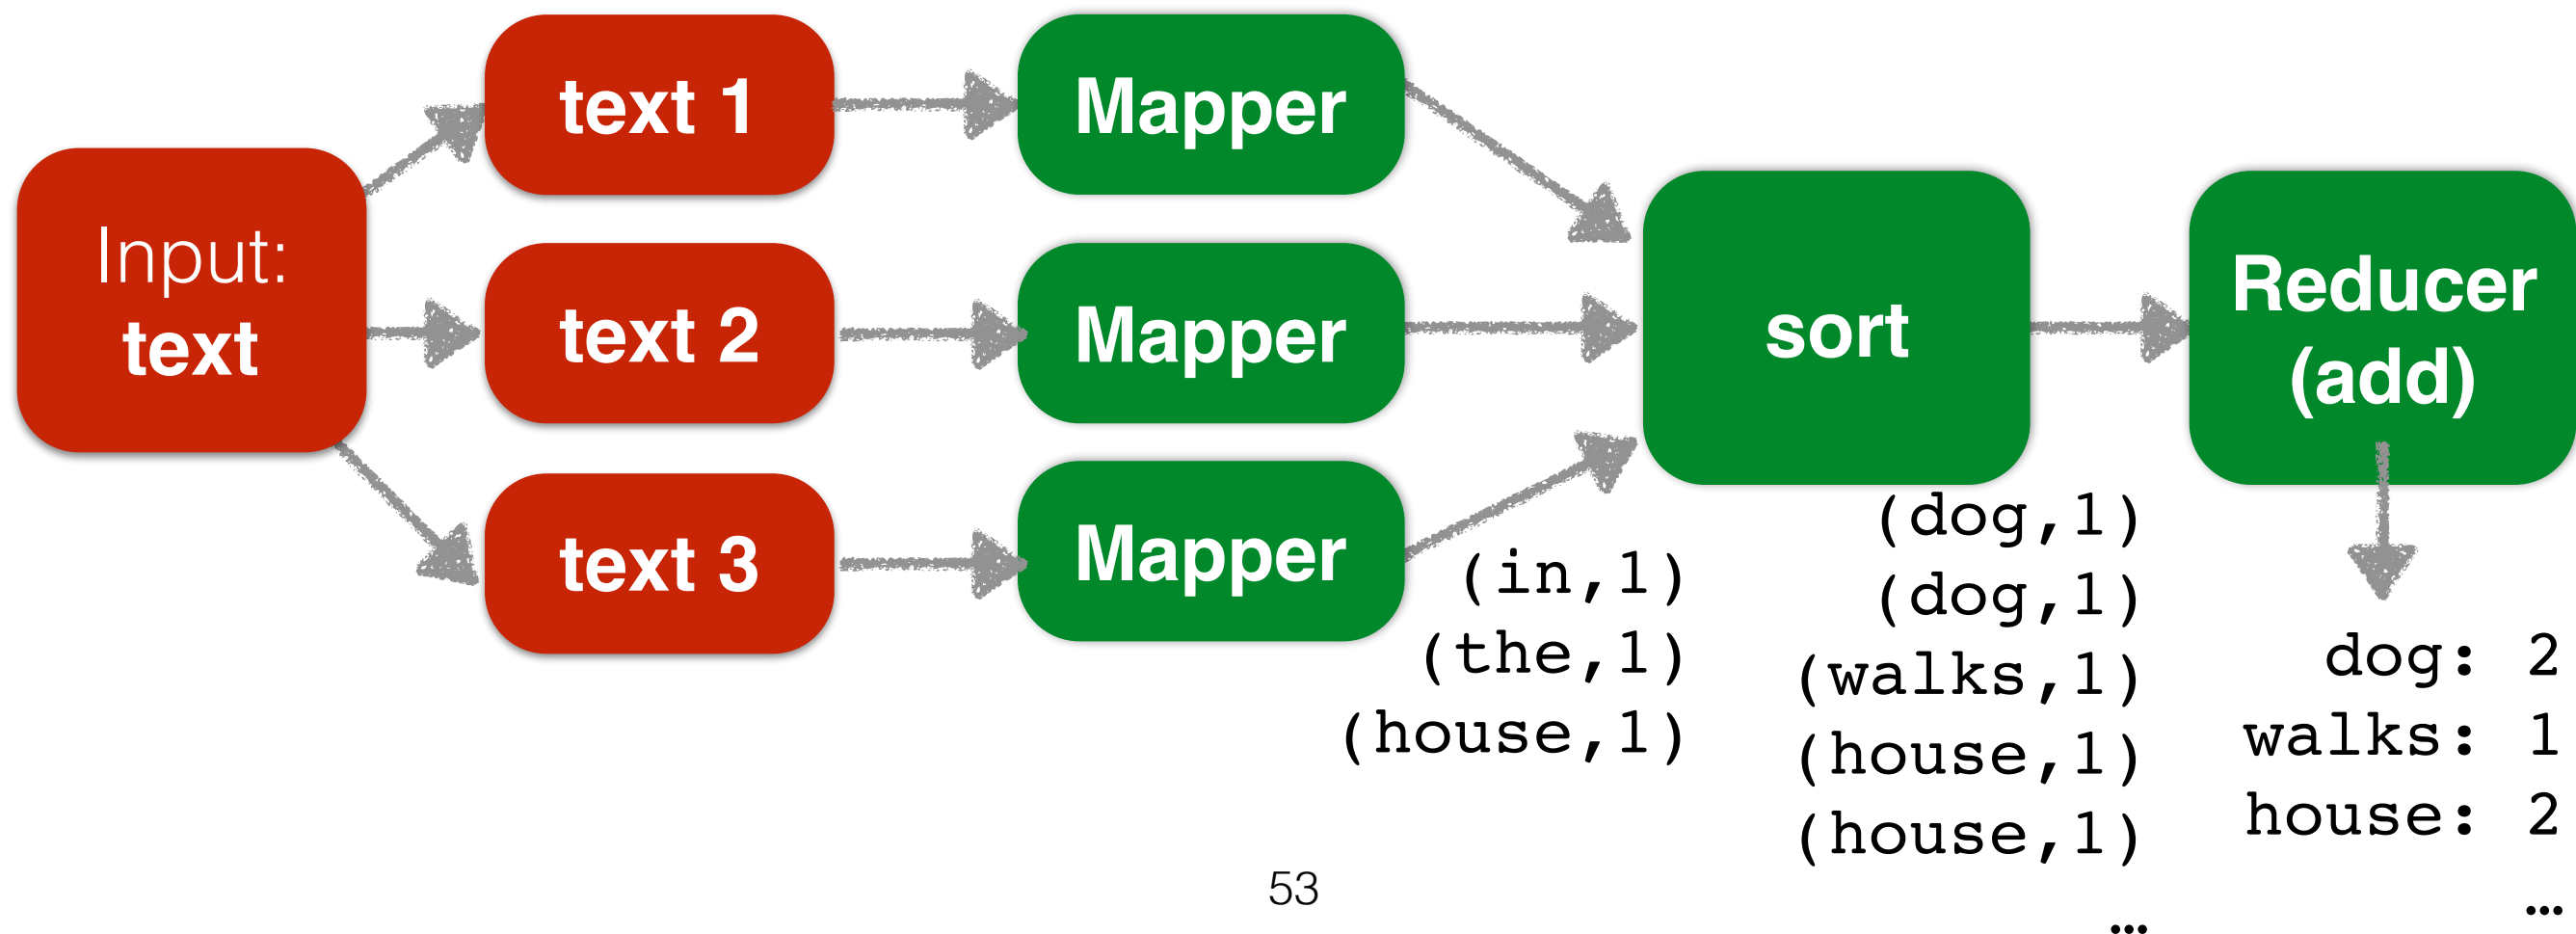 Input:
text
text 1
text 2
text 3
Mapper
Mapper
Mapper
(in,1)
(the,1)
(house,1)
sort
(dog,1)
(dog,1)
(walks,1)
(house,1)
(house,1)
…
Reducer
(add)
dog: 2
walks: 1
house: 2
…
53